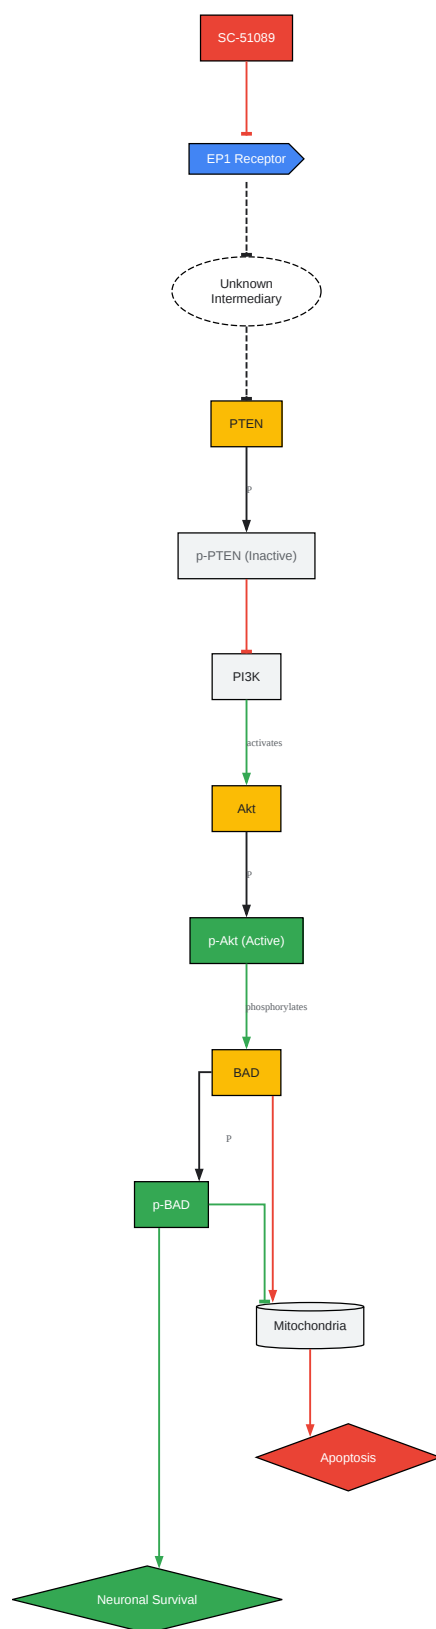 SC-51089
EP1 Receptor
Unknown
Intermediary
PTEN
P
p-PTEN (Inactive)
PI3K
activates
Akt
P
p-Akt (Active)
phosphorylates
BAD
P
p-BAD
Mitochondria
Apoptosis
Neuronal Survival